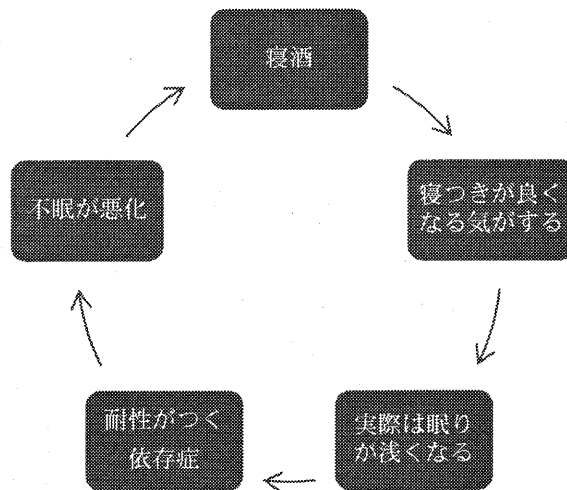 寝酒
寝つきが良く
なる気がする
実際は眠り
が浅くなる
耐性がつく
依存症
不眠が悪化